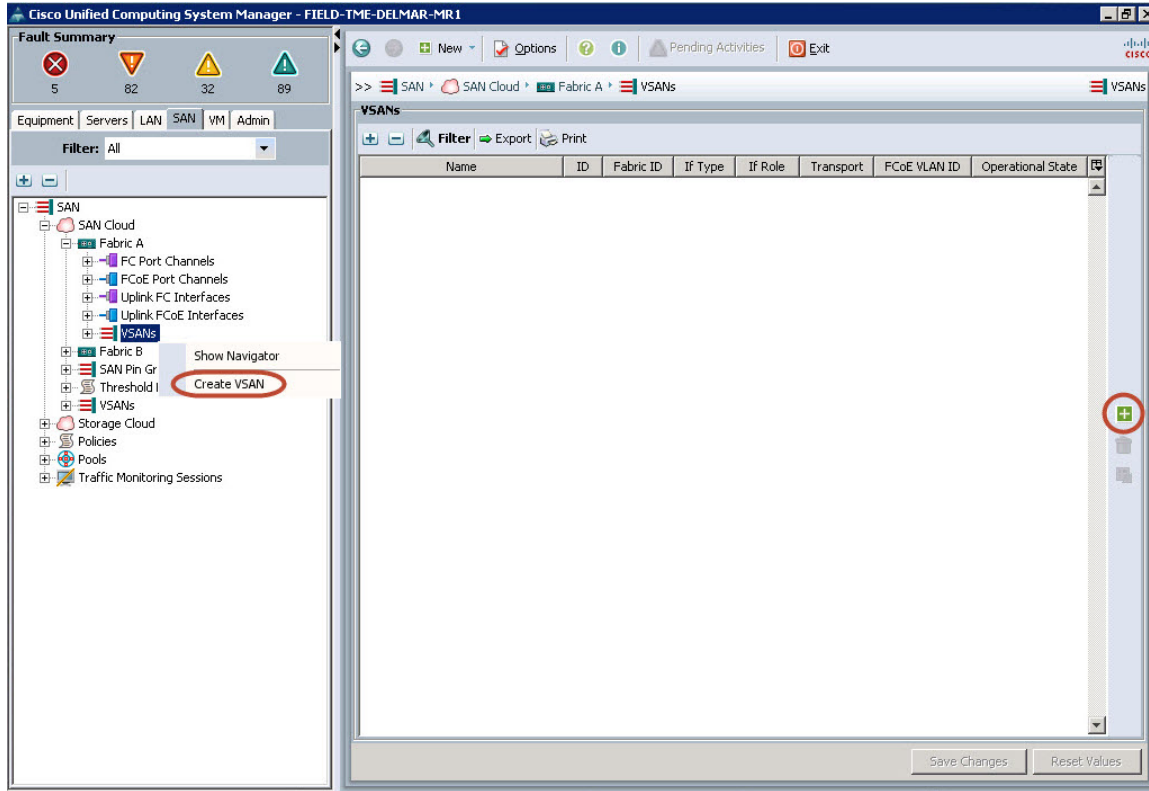 Cisco Unified Computing System Manager - FIELD-TME-DELMAR-MR1
Fault Summary
5 82 32 89
Equipment Servers LAN SAN VM Admin
Filter: All
SAN
SAN Cloud
Fabric A
FC Port Channels
FCoE Port Channels
Uplink FC Interfaces
Uplink FCoE Interfaces
VSANs
Fabric B
SAN Pin Gr
Threshold
VSANs
Storage Cloud
Policies
Pools
Traffic Monitoring Sessions
Show Navigator
Create VSAN
New Options Pending Activities Exit
CISCO
>> SAN SAN Cloud Fabric A VSANs VSANs
VSANs
Filter Export Print
Name ID Fabric ID If Type If Role Transport FCoE VLAN ID Operational State
Save Changes Reset Values